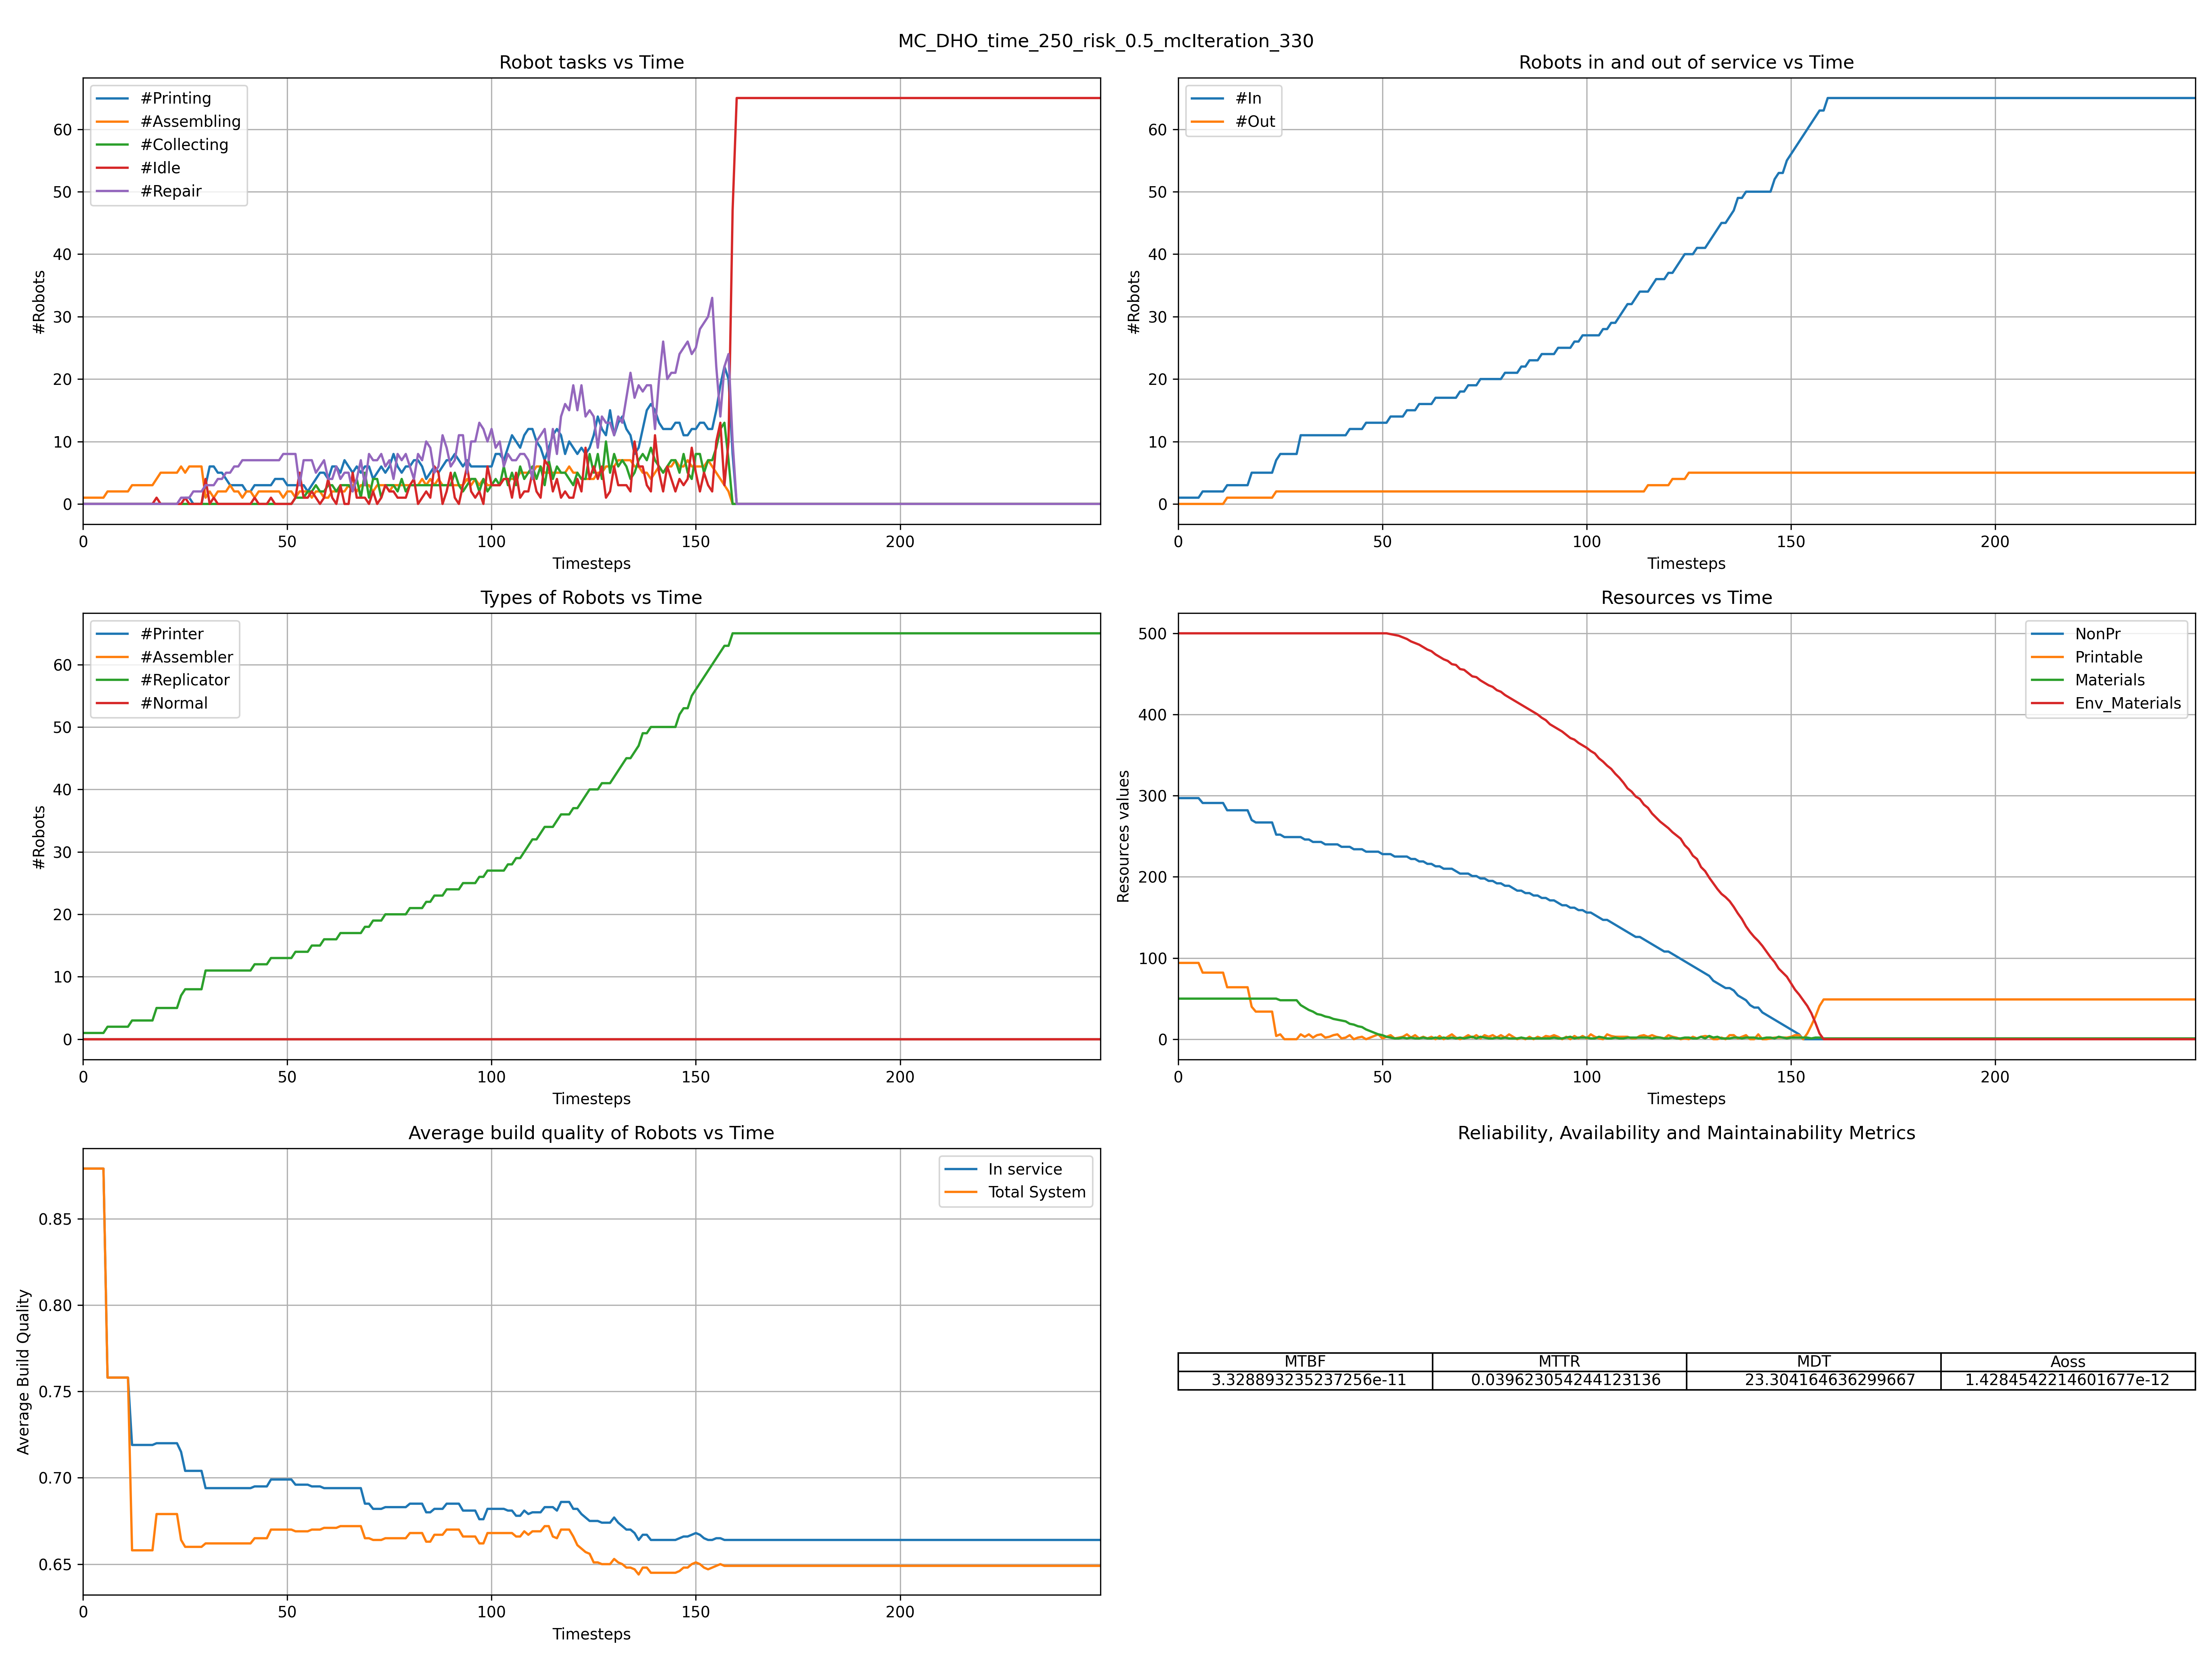 MC_DHO_time_250_risk_0.5_mcIteration_330
Robot tasks vs Time
#Printing
#Assembling
#Collecting
#Idle
#Repair
#Robots
60
50
40
30
20
10
0
0 50 100 150 200
Timesteps
Robots in and out of service vs Time
#In
#Out
#Robots
60
50
40
30
20
10
0
0 50 100 150 200
Timesteps
Types of Robots vs Time
#Printer
#Assembler
#Replicator
#Normal
#Robots
60
50
40
30
20
10
0
0 50 100 150 200
Timesteps
Resources vs Time
NonPr
Printable
Materials
Env_Materials
Resources values
500
400
300
200
100
0
0 50 100 150 200
Timesteps
Average build quality of Robots vs Time
In service
Total System
Average Build Quality
0.85
0.80
0.75
0.70
0.65
0 50 100 150 200
Timesteps
Reliability, Availability and Maintainability Metrics
MTBF MTTR MDT Aoss
3.328893235237256e-11 0.039623054244123136 23.304164636299667 1.4284542214601677e-12